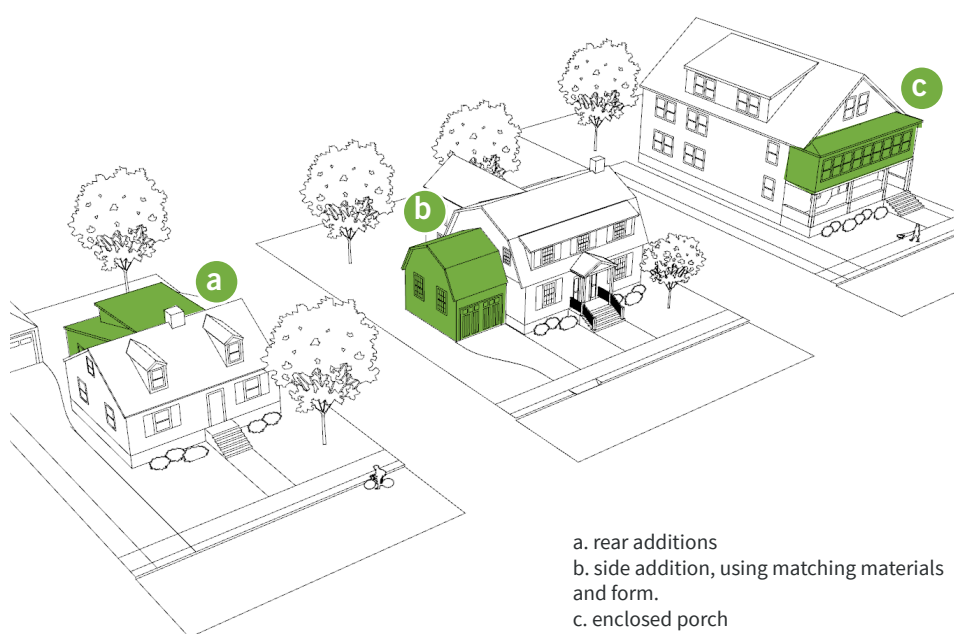 c
b
a
a. rear additions
b. side addition, using matching materials
and form.
c. enclosed porch